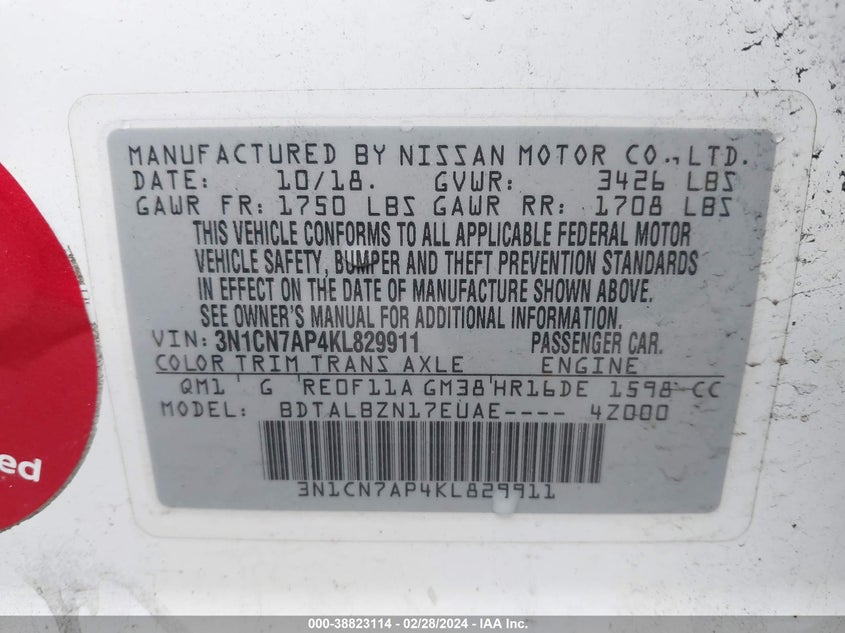 MANUFACTURED BY NISSAN MOTOR CO., LTD.
DATE: 10/18. GVWR: 3426 LBS
GAWR FR: 1750 LBS GAWR RR: 1708 LBS
THIS VEHICLE CONFORMS TO ALL APPLICABLE FEDERAL MOTOR
VEHICLE SAFETY, BUMPER AND THEFT PREVENTION STANDARDS
IN EFFECT ON THE DATE OF MANUFACTURE SHOWN ABOVE.
SEE OWNER'S MANUAL FOR ADDITIONAL INFORMATION.
VIN: 3N1CN7AP4KL829911 PASSENGER CAR.
COLOR TRIM TRANS AXLE ENGINE
QM1 G RE0F11A GM38 HR16DE 1598 CC
MODEL: BDTALBZN17EUAE---- 4Z000
3N1CN7AP4KL829911
ed
000-38823114 - 02/28/2024 - IAA Inc.